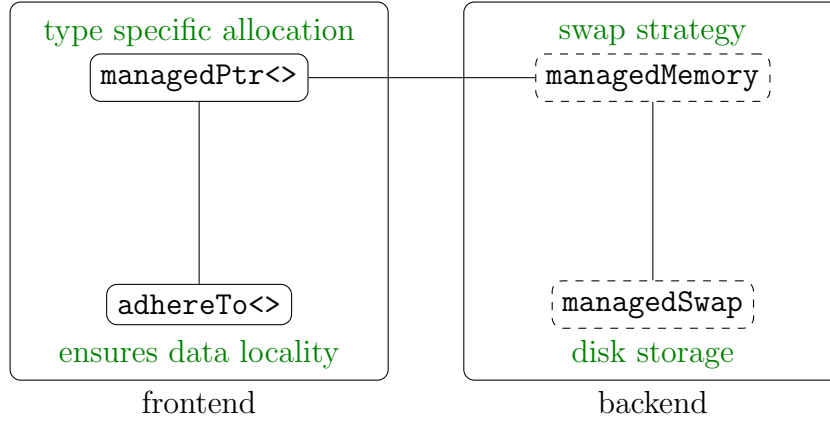 type specific allocation
managedPtr<>
adhereTo<>
ensures data locality
frontend
swap strategy
managedMemory
managedSwap
disk storage
backend